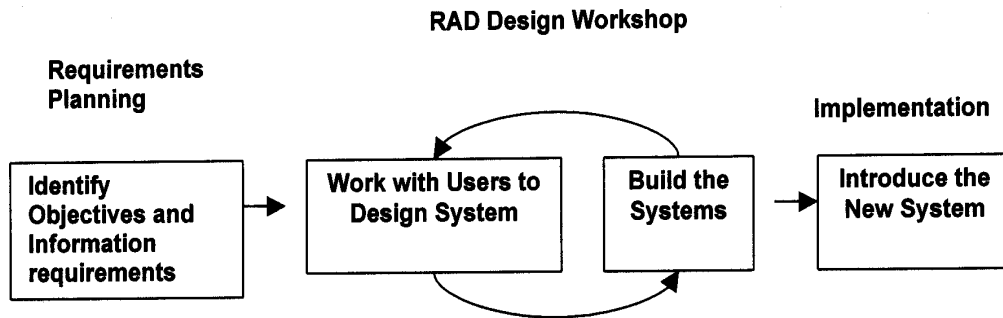 RAD Design Workshop
Requirements
Planning
Implementation
Identify
Objectives and
Information
requirements
Work with Users to
Design System
Build the
Systems
Introduce the
New System